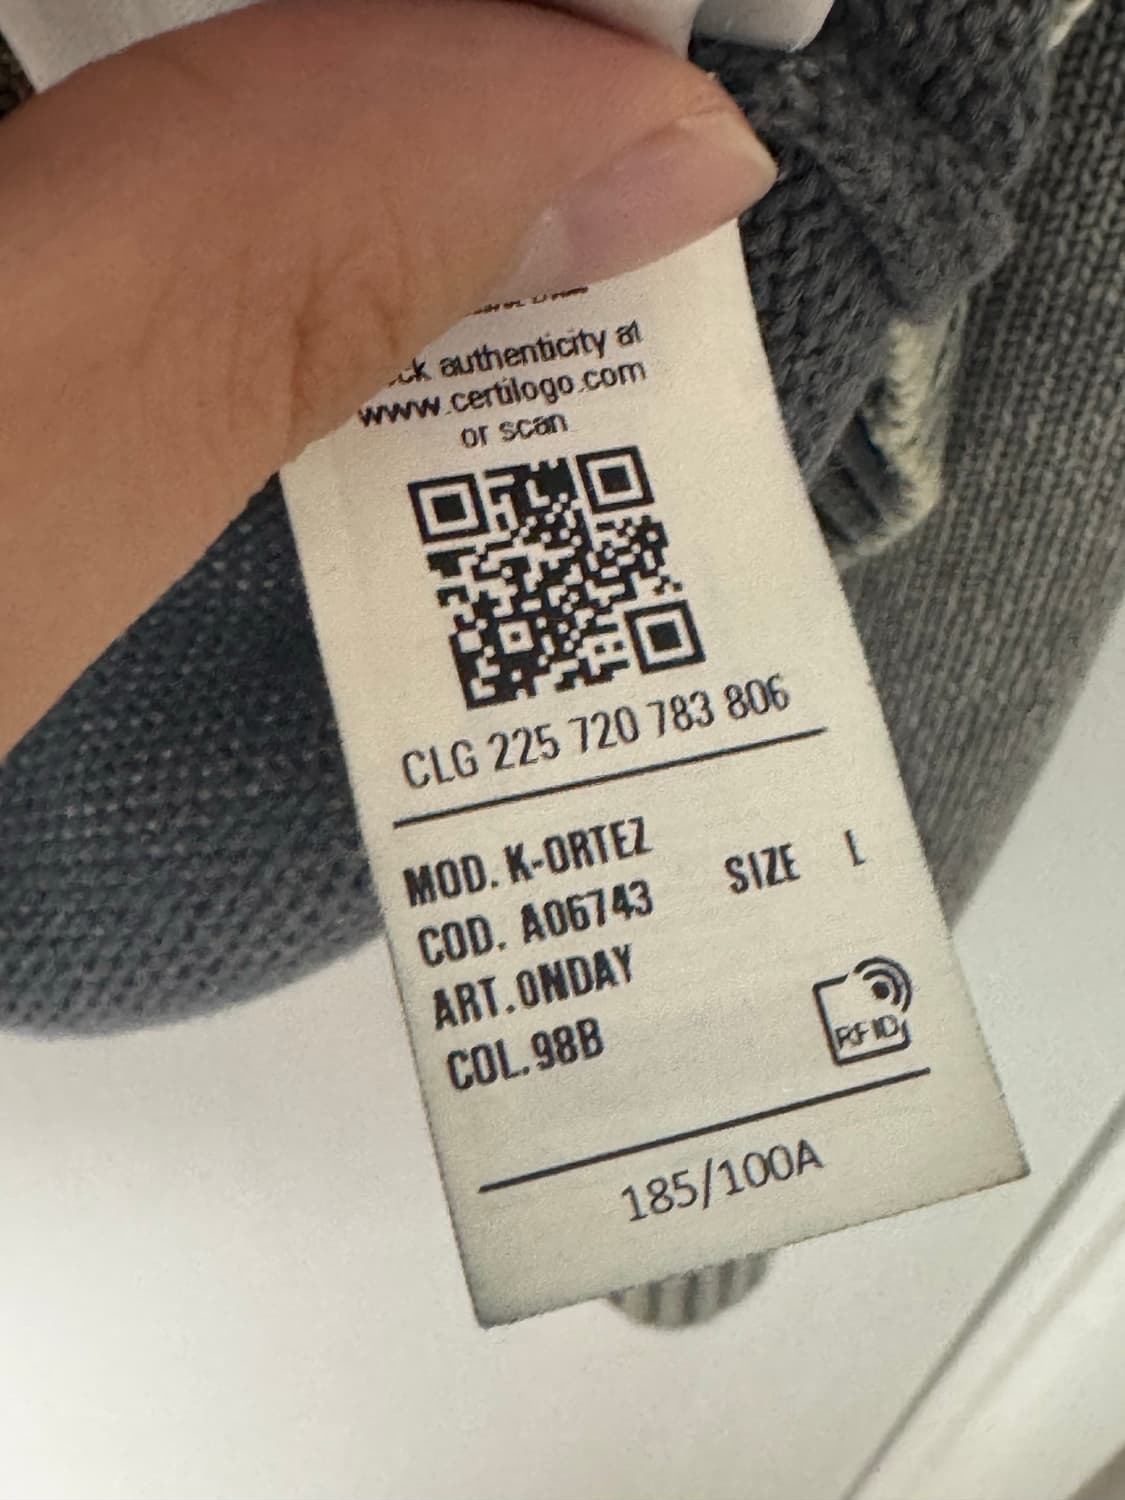 authenticity at
www.certilogo.com
or scan
CLG 225 720 783 806
MOD. K-ORTEZ
SIZE L
COD. A06743
ART.ONDAY
COL.98B
RFID
185/100A